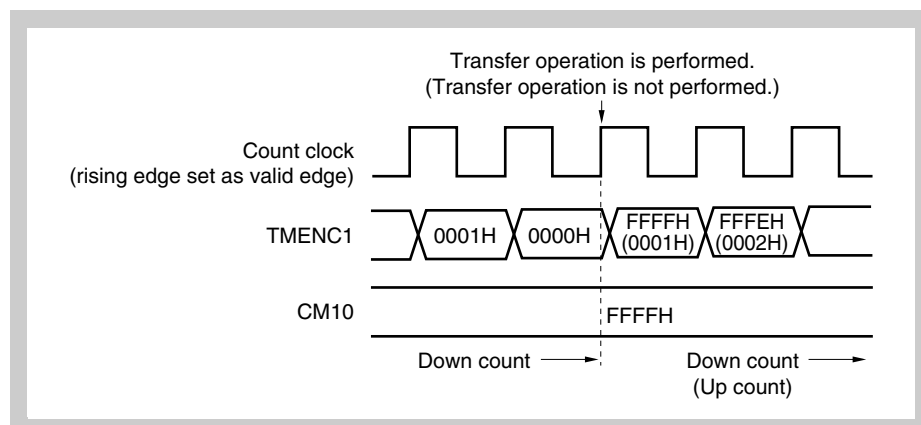 Transfer operation is performed.
(Transfer operation is not performed.)
Count clock
(rising edge set as valid edge)
TMENC1
0001H
0000H
FFFFH
(0001H)
FFFEH
(0002H)
CM10
FFFFH
Down count
Down count
(Up count)